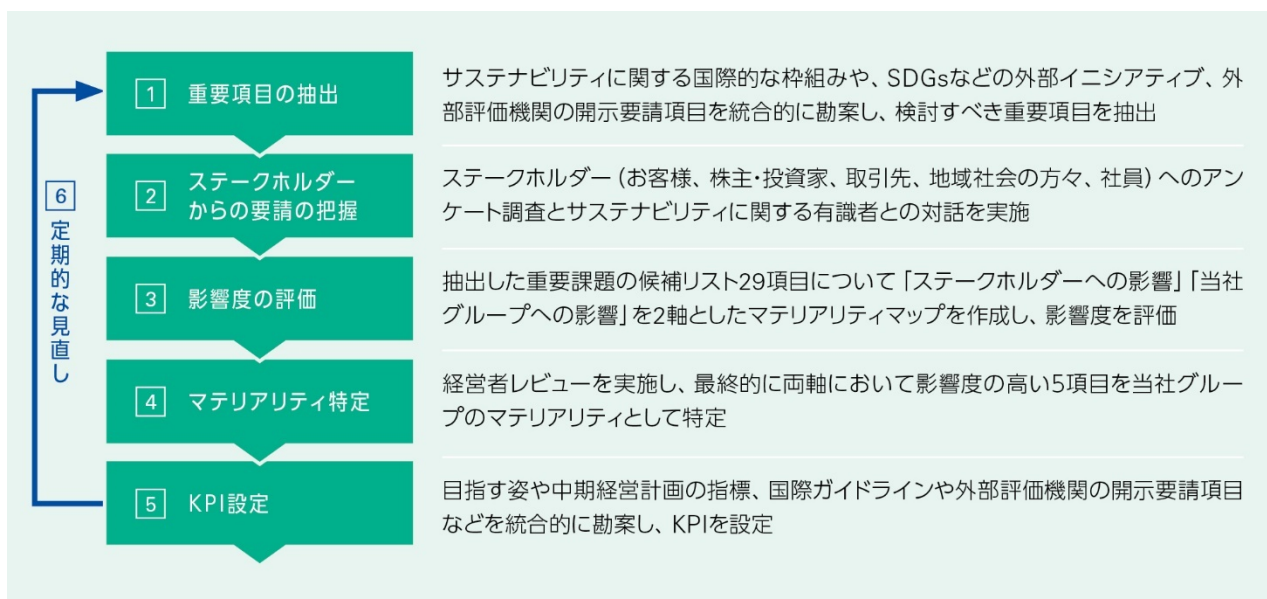 1 重要項目の抽出
サステナビリティに関する国際的な枠組みや、SDGsなどの外部イニシアティブ、外
部評価機関の開示要請項目を統合的に勘案し、検討すべき重要項目を抽出
2 ステークホルダー
からの要請の把握
ステークホルダー（お客様、株主・投資家、取引先、地域社会の方々、社員）へのアン
ケート調査とサステナビリティに関する有識者との対話を実施
3 影響度の評価
抽出した重要課題の候補リスト29項目について「ステークホルダーへの影響」「当社
グループへの影響」を2軸としたマテリアリティマップを作成し、影響度を評価
4 マテリアリティ特定
経営者レビューを実施し、最終的に両軸において影響度の高い5項目を当社グルー
プのマテリアリティとして特定
5 KPI設定
目指す姿や中期経営計画の指標、国際ガイドラインや外部評価機関の開示要請項目
などを統合的に勘案し、KPIを設定
6 定期的な見直し